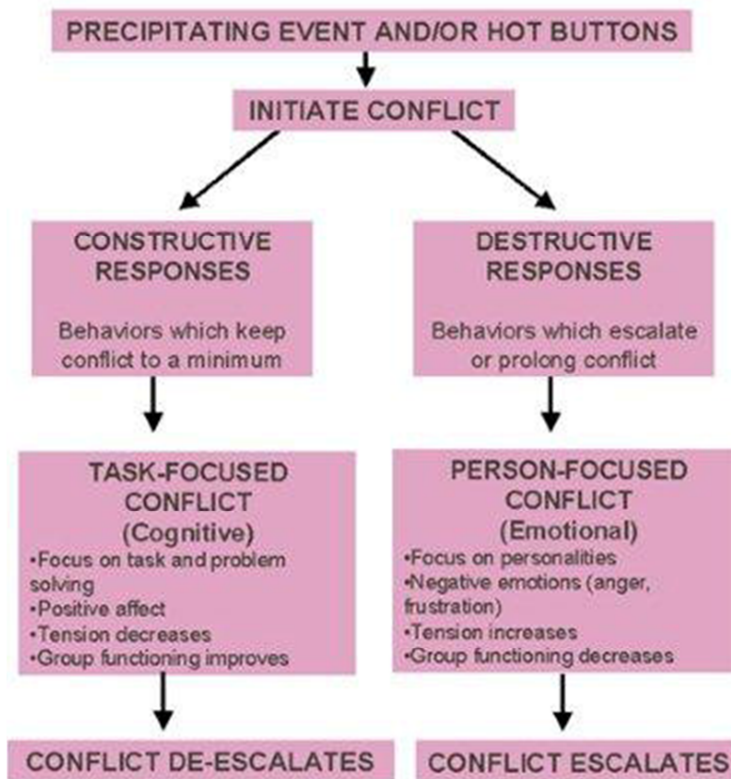 PRECIPITATING EVENT AND/OR HOT BUTTONS
INITIATE CONFLICT
CONSTRUCTIVE
RESPONSES
Behaviors which keep
conflict to a minimum
DESTRUCTIVE
RESPONSES
Behaviors which escalate
or prolong conflict
TASK-FOCUSED
CONFLICT
(Cognitive)
•Focus on task and problem
solving
•Positive affect
•Tension decreases
•Group functioning improves
PERSON-FOCUSED
CONFLICT
(Emotional)
•Focus on personalities
•Negative emotions (anger,
frustration)
•Tension increases
•Group functioning decreases
CONFLICT DE-ESCALATES
CONFLICT ESCALATES